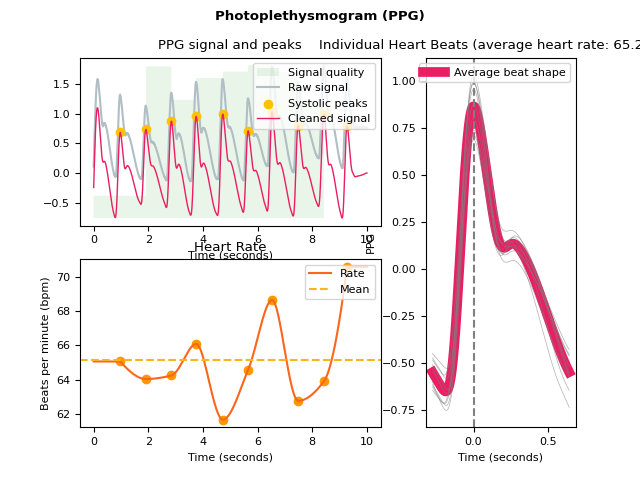 Photoplethysmogram (PPG)
PPG signal and peaks
Individual Heart Beats (average heart rate: 65.2
Signal quality
Raw signal
Systolic peaks
Cleaned signal
1.5
1.0
0.5
0.0
−0.5
0 2 4 6 8 10
Time (seconds)
Heart Rate
Rate
Mean
Beats per minute (bpm)
70
68
66
64
62
0 2 4 6 8 10
Time (seconds)
Average beat shape
PPG
1.00
0.75
0.50
0.25
0.00
−0.25
−0.50
−0.75
0.0 0.5
Time (seconds)